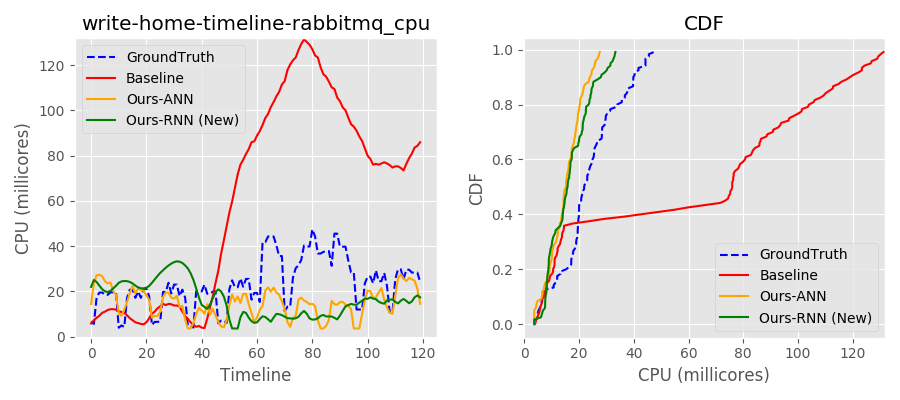 write-home-timeline-rabbitmq_cpu
CPU (millicores)
120
100
80
60
40
20
0
GroundTruth
Baseline
Ours-ANN
Ours-RNN (New)
0 20 40 60 80 100 120
Timeline
CDF
CDF
1.0
0.8
0.6
0.4
0.2
0.0
GroundTruth
Baseline
Ours-ANN
Ours-RNN (New)
0 20 40 60 80 100 120
CPU (millicores)